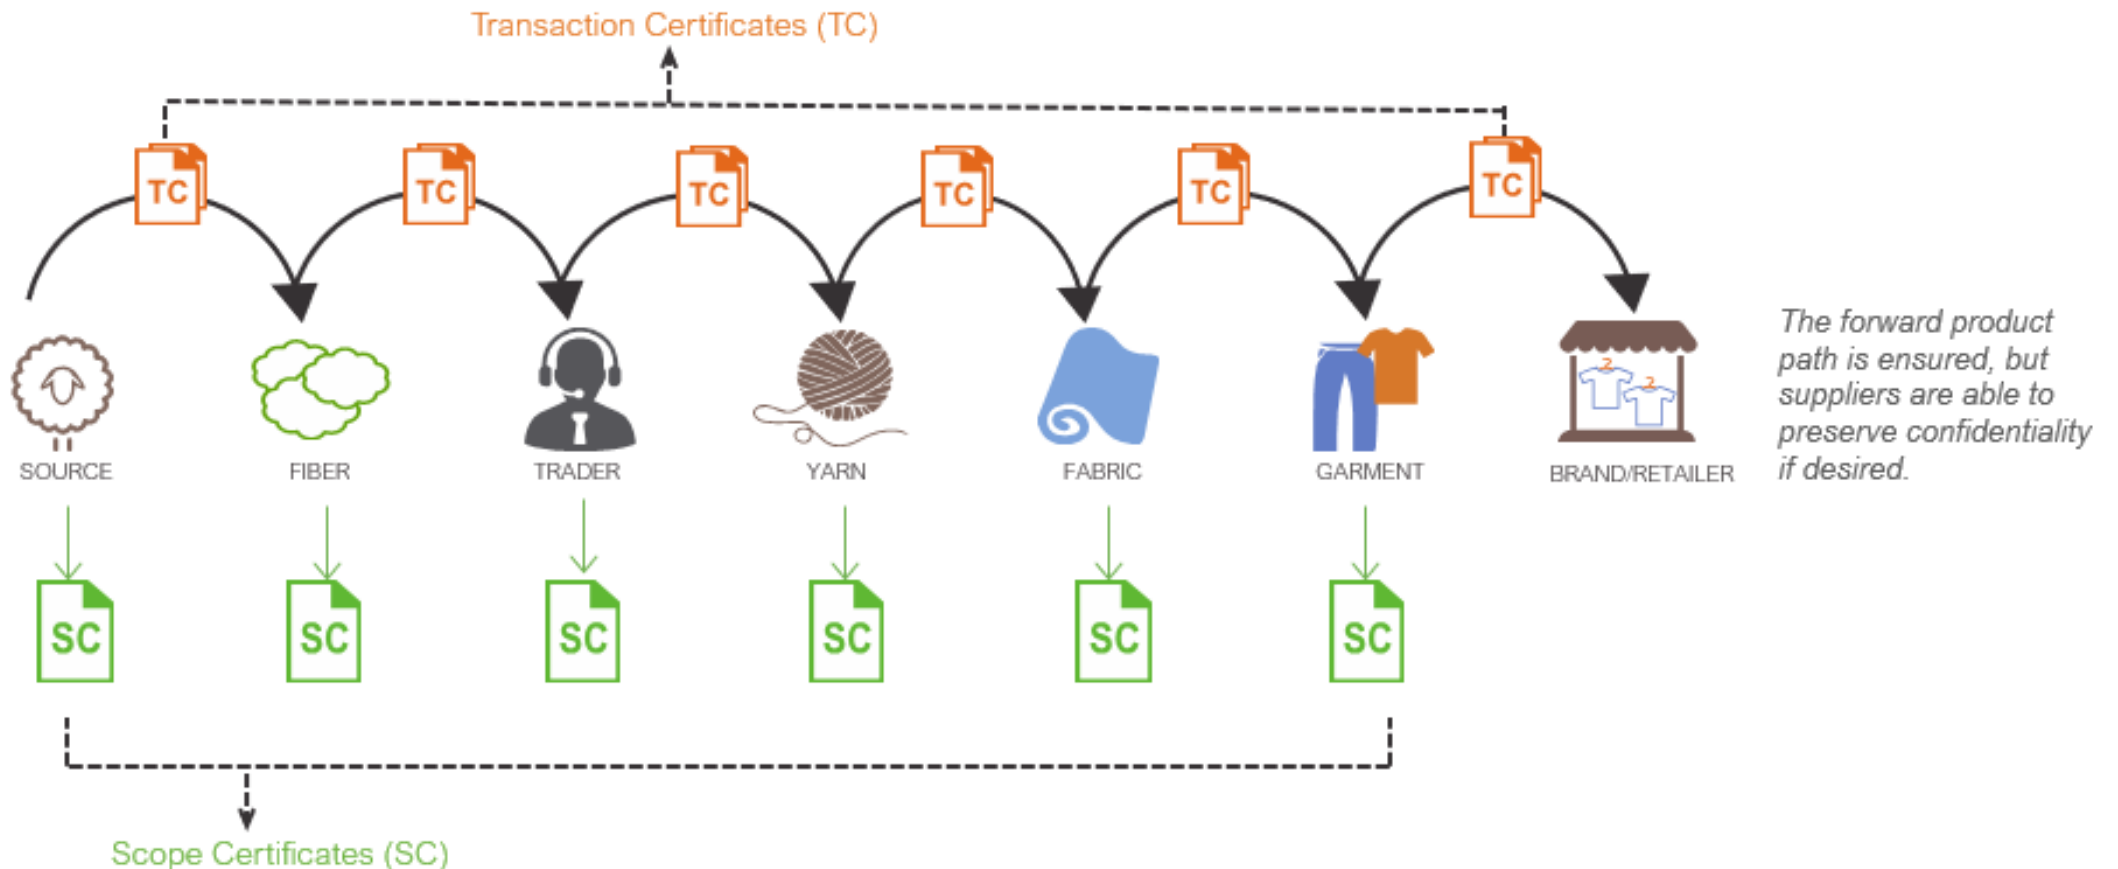 Transaction Certificates (TC)
TC
TC
TC
TC
TC
TC
SOURCE
FIBER
TRADER
YARN
FABRIC
GARMENT
BRAND/RETAILER
The forward product
path is ensured, but
suppliers are able to
preserve confidentiality
if desired.
SC
SC
SC
SC
SC
SC
Scope Certificates (SC)